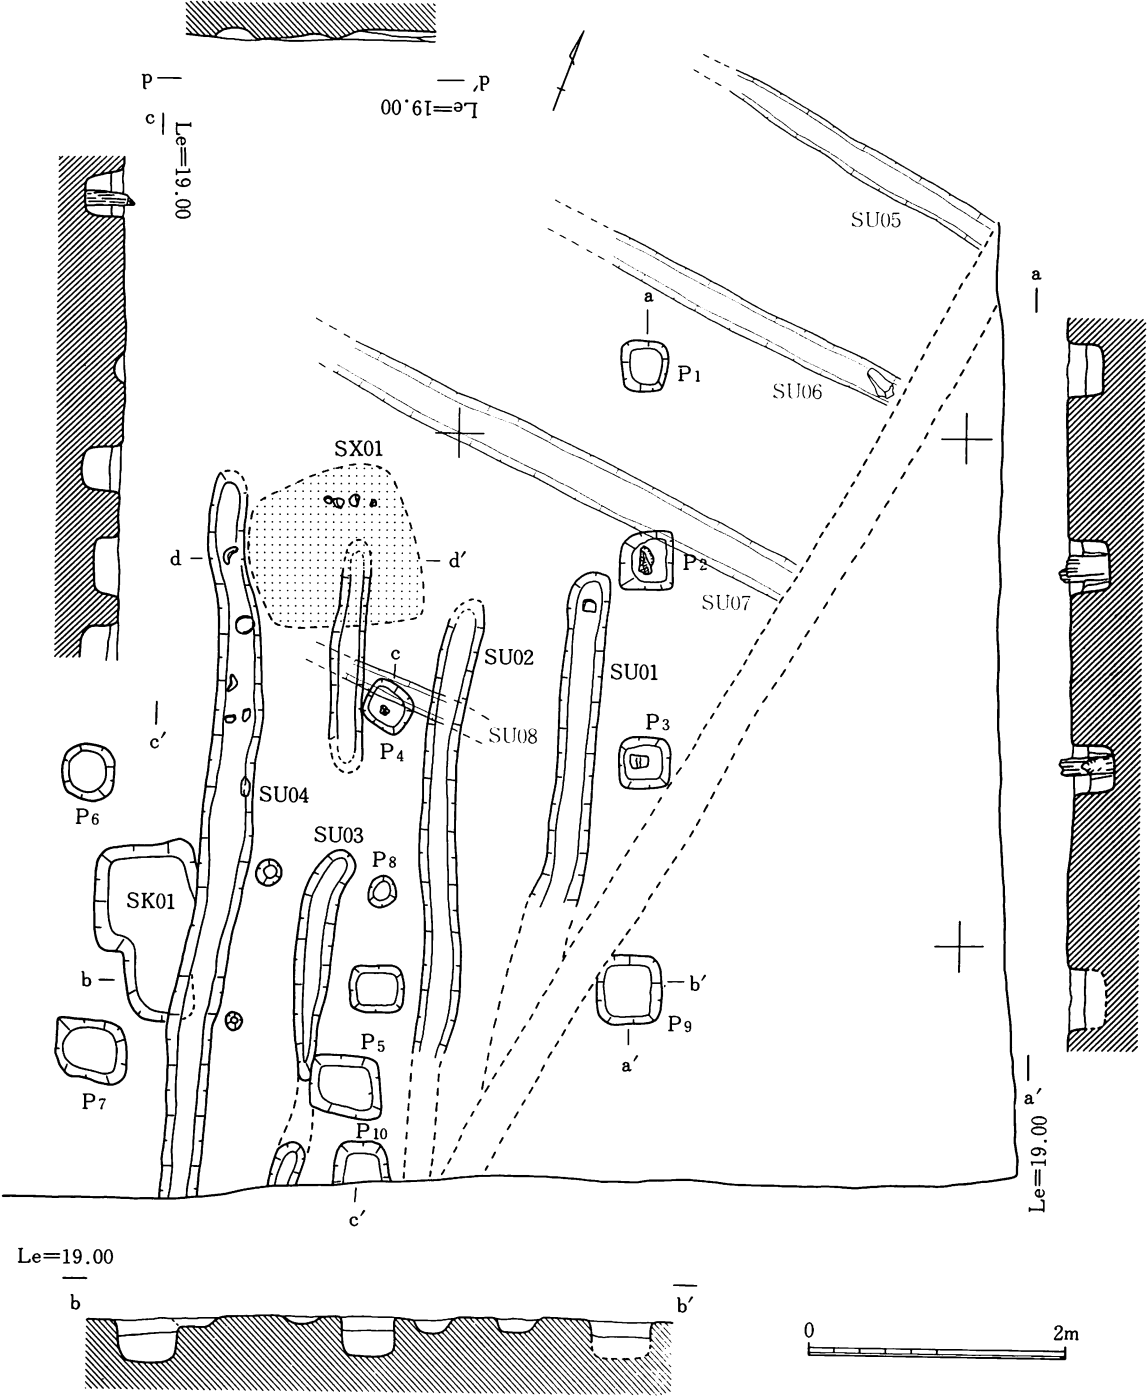 d
d′
Le=19.00
c
Le=19.00
SU05
a
a
P1
SU06
SX01
d
d′
P2
SU07
SU02
SU01
c
SU08
P3
P4
c′
P6
SU04
SU03
P8
SK01
b
b′
P9
a′
P5
P7
a′
P10
Le=19.00
c′
Le=19.00
b
b′
0
2m